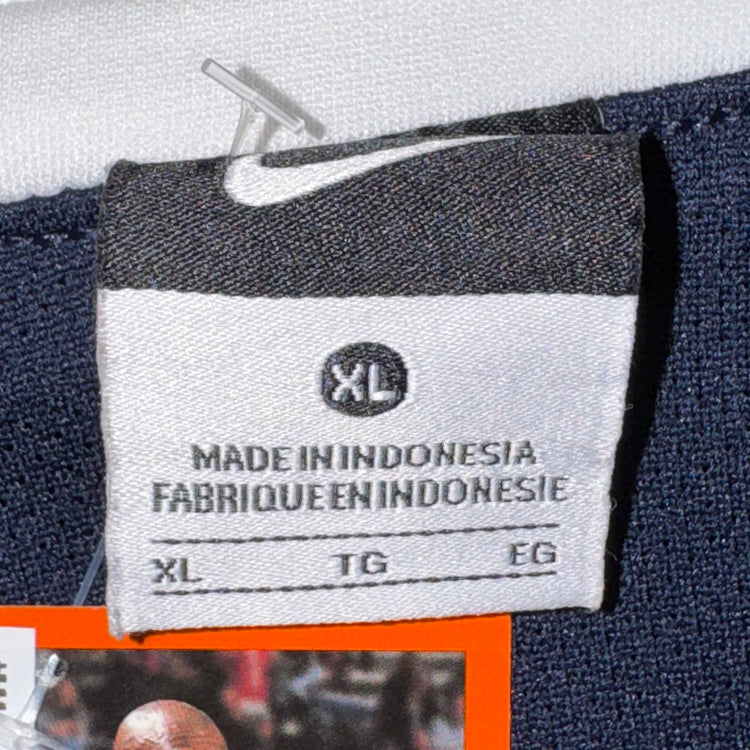 XL
MADE IN INDONESIA
FABRIQUE EN INDONESIE
XL TG EG